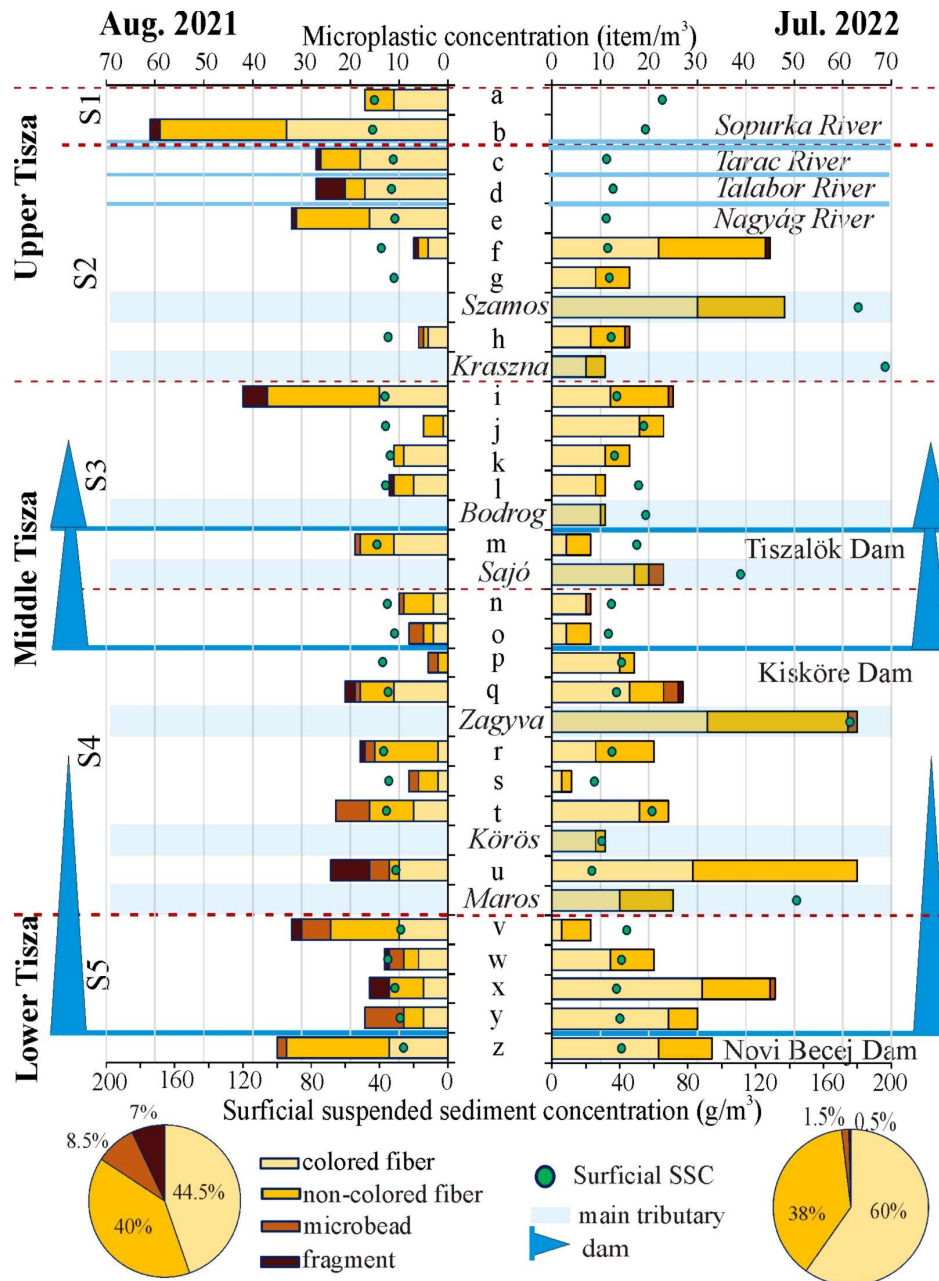 Aug. 2021
Jul. 2022
Microplastic concentration (item/m³)
70 60 50 40 30 20 10 0
0 10 20 30 40 50 60 70
Upper Tisza
Middle Tisza
Lower Tisza
S1
S2
S3
S4
S5
a
b
Sopurka River
c
Tarac River
d
Talabor River
e
Nagyág River
f
g
Szamos
h
Kraszna
i
j
k
l
Bodrog
m
Tiszalök Dam
Sajó
n
o
p
Kisköre Dam
q
Zagyva
r
s
t
Körös
u
Maros
v
w
x
y
z
Novi Becej Dam
200 160 120 80 40 0
0 40 80 130 160 200
Surficial suspended sediment concentration (g/m³)
7%
8.5%
44.5%
40%
colored fiber
non-colored fiber
microbead
fragment
Surficial SSC
main tributary
dam
1.5%
0.5%
38%
60%